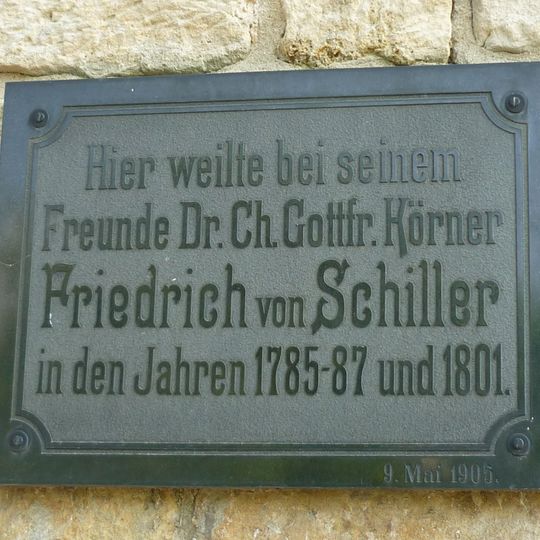 Hier weilte bei seinem
Freunde Dr. Ch. Gottfr. Körner
Friedrich von Schiller
in den Jahren 1785-87 und 1801.
9. Mai 1905.